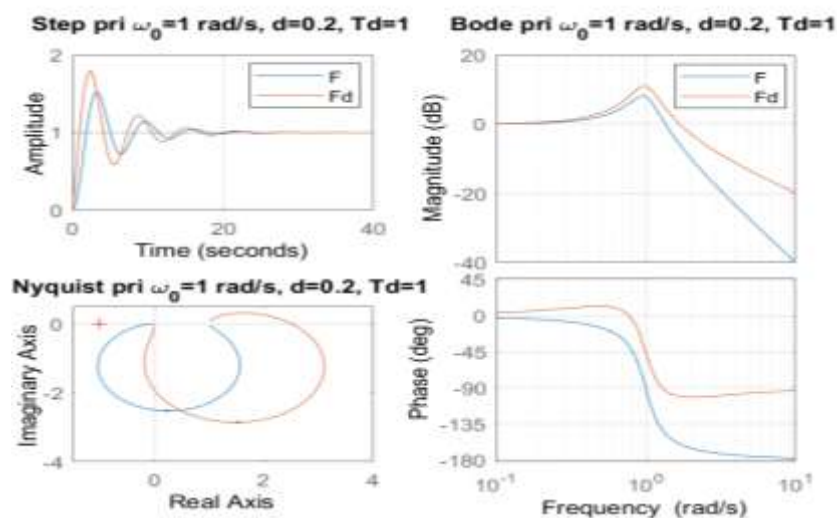 Step pri ω₀=1 rad/s, d=0.2, Td=1
2
1
0
Amplitude
F
Fd
0
20
40
Time (seconds)
Bode pri ω₀=1 rad/s, d=0.2, Td=1
20
0
-20
-40
Magnitude (dB)
F
Fd
Nyquist pri ω₀=1 rad/s, d=0.2, Td=1
0
-2
-4
Imaginary Axis
0
2
4
Real Axis
45
0
-45
-90
-135
-180
Phase (deg)
10⁻¹
10⁰
10¹
Frequency (rad/s)